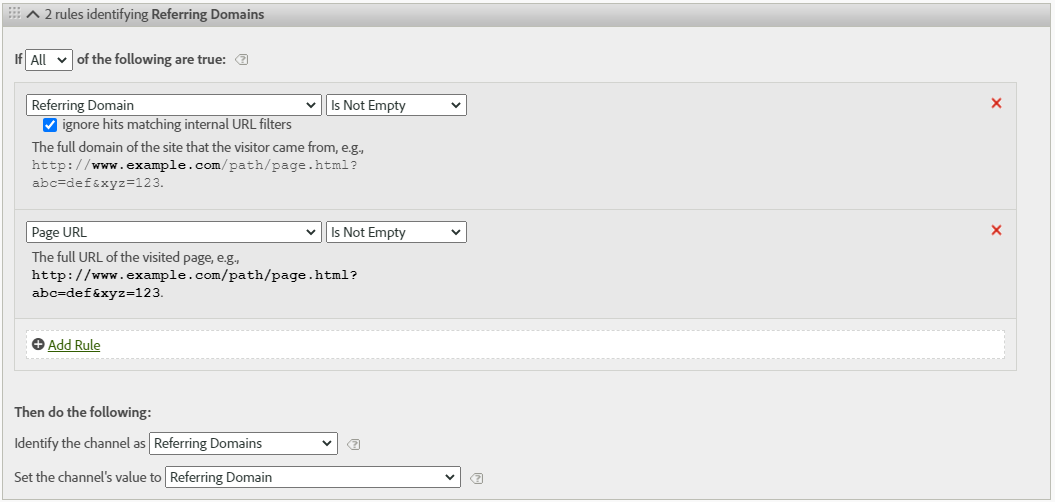 2 rules identifying Referring Domains
If All of the following are true:
Referring Domain Is Not Empty
ignore hits matching internal URL filters
The full domain of the site that the visitor came from, e.g.,
http://www.example.com/path/page.html?
abc=def&xyz=123.
Page URL Is Not Empty
The full URL of the visited page, e.g.,
http://www.example.com/path/page.html?
abc=def&xyz=123.
Add Rule
Then do the following:
Identify the channel as Referring Domains
Set the channel's value to Referring Domain